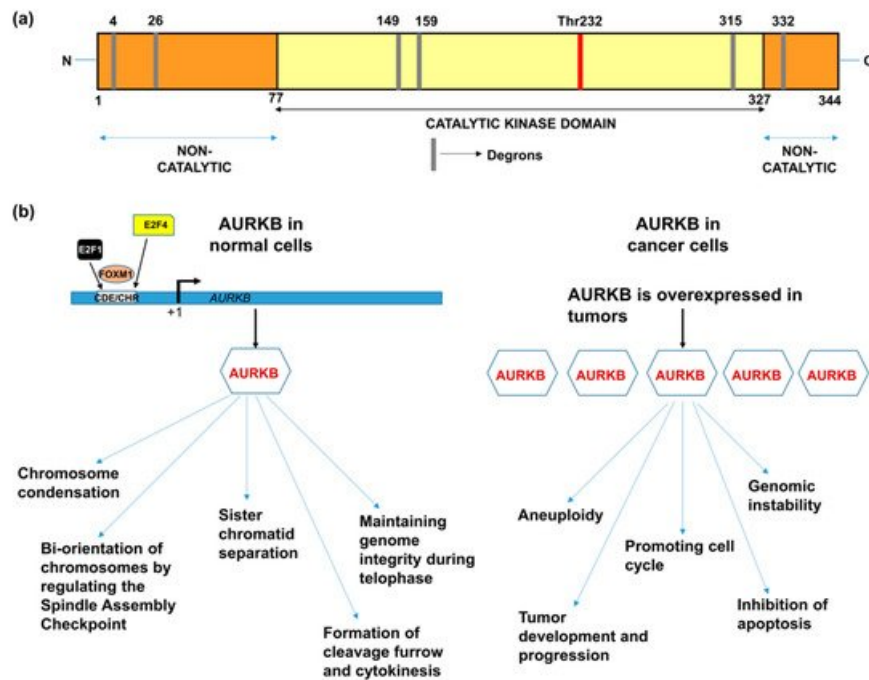 (a)
4 26 149 159 Thr232 315 332
N C
1 77 327 344
CATALYTIC KINASE DOMAIN
NON-
CATALYTIC
Degrons
NON-
CATALYTIC
(b)
AURKB in
normal cells
E2F4
E2F1
FOXM1
CDE/CHR
AURKB
+1
AURKB
Chromosome
condensation
Bi-orientation of
chromosomes by
regulating the
Spindle Assembly
Checkpoint
Sister
chromatid
separation
Maintaining
genome
integrity during
telophase
Formation of
cleavage furrow
and cytokinesis
AURKB in
cancer cells
AURKB is overexpressed in
tumors
AURKB AURKB AURKB AURKB AURKB
Aneuploidy
Tumor
development and
progression
Promoting cell
cycle
Genomic
instability
Inhibition of
apoptosis